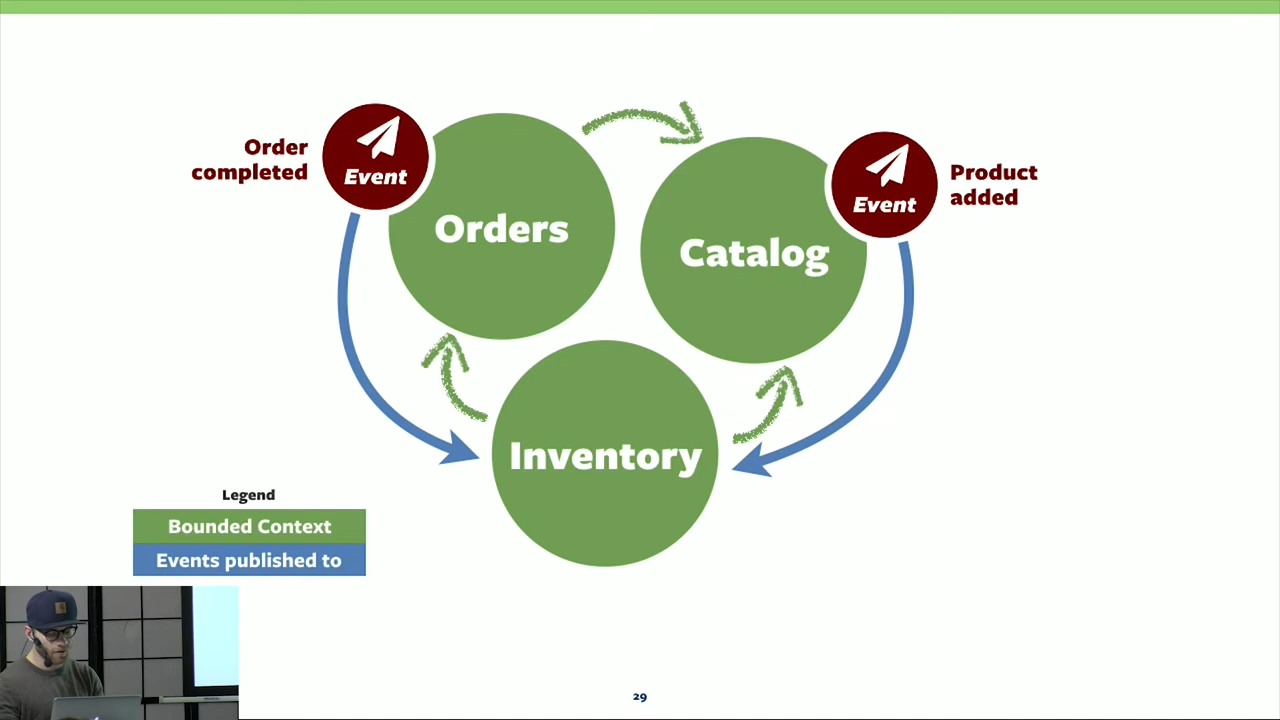 Order
completed
Event
Orders
Catalog
Event
Product
added
Inventory
Legend
Bounded Context
Events published to
29